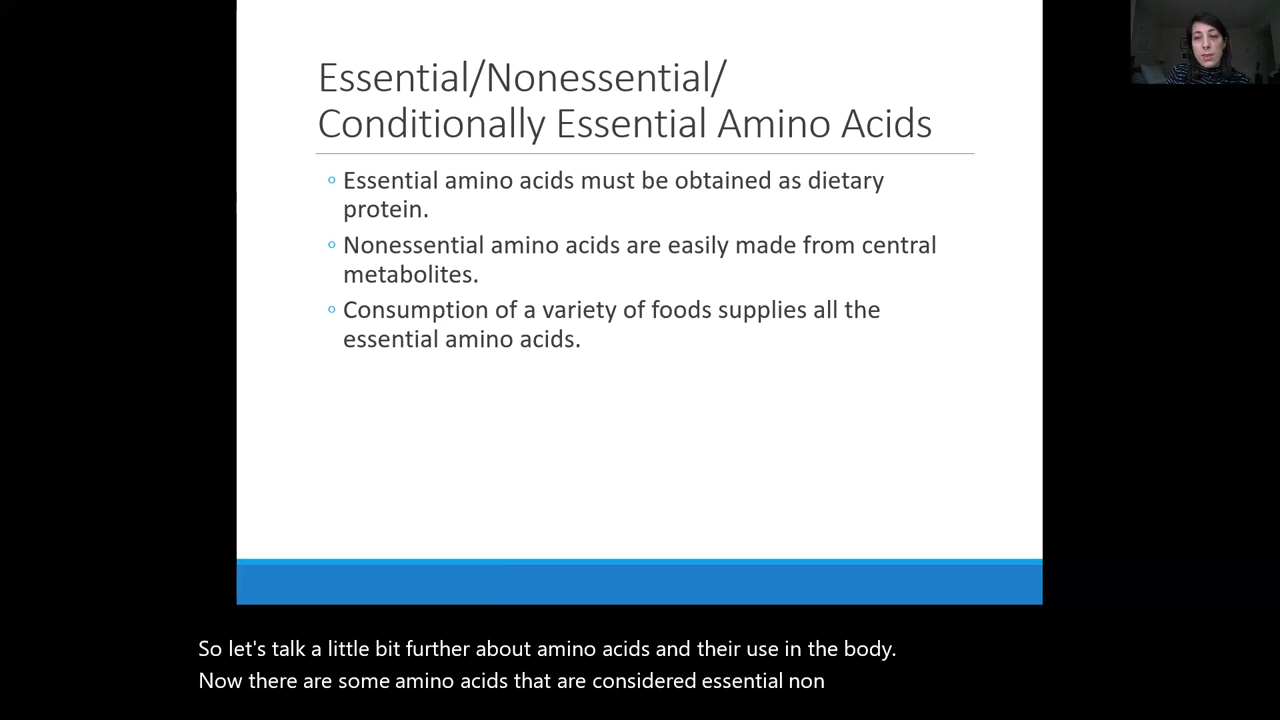 Essential/Nonessential/
Conditionally Essential Amino Acids
◦ Essential amino acids must be obtained as dietary
protein.
◦ Nonessential amino acids are easily made from central
metabolites.
◦ Consumption of a variety of foods supplies all the
essential amino acids.
So let's talk a little bit further about amino acids and their use in the body.
Now there are some amino acids that are considered essential non